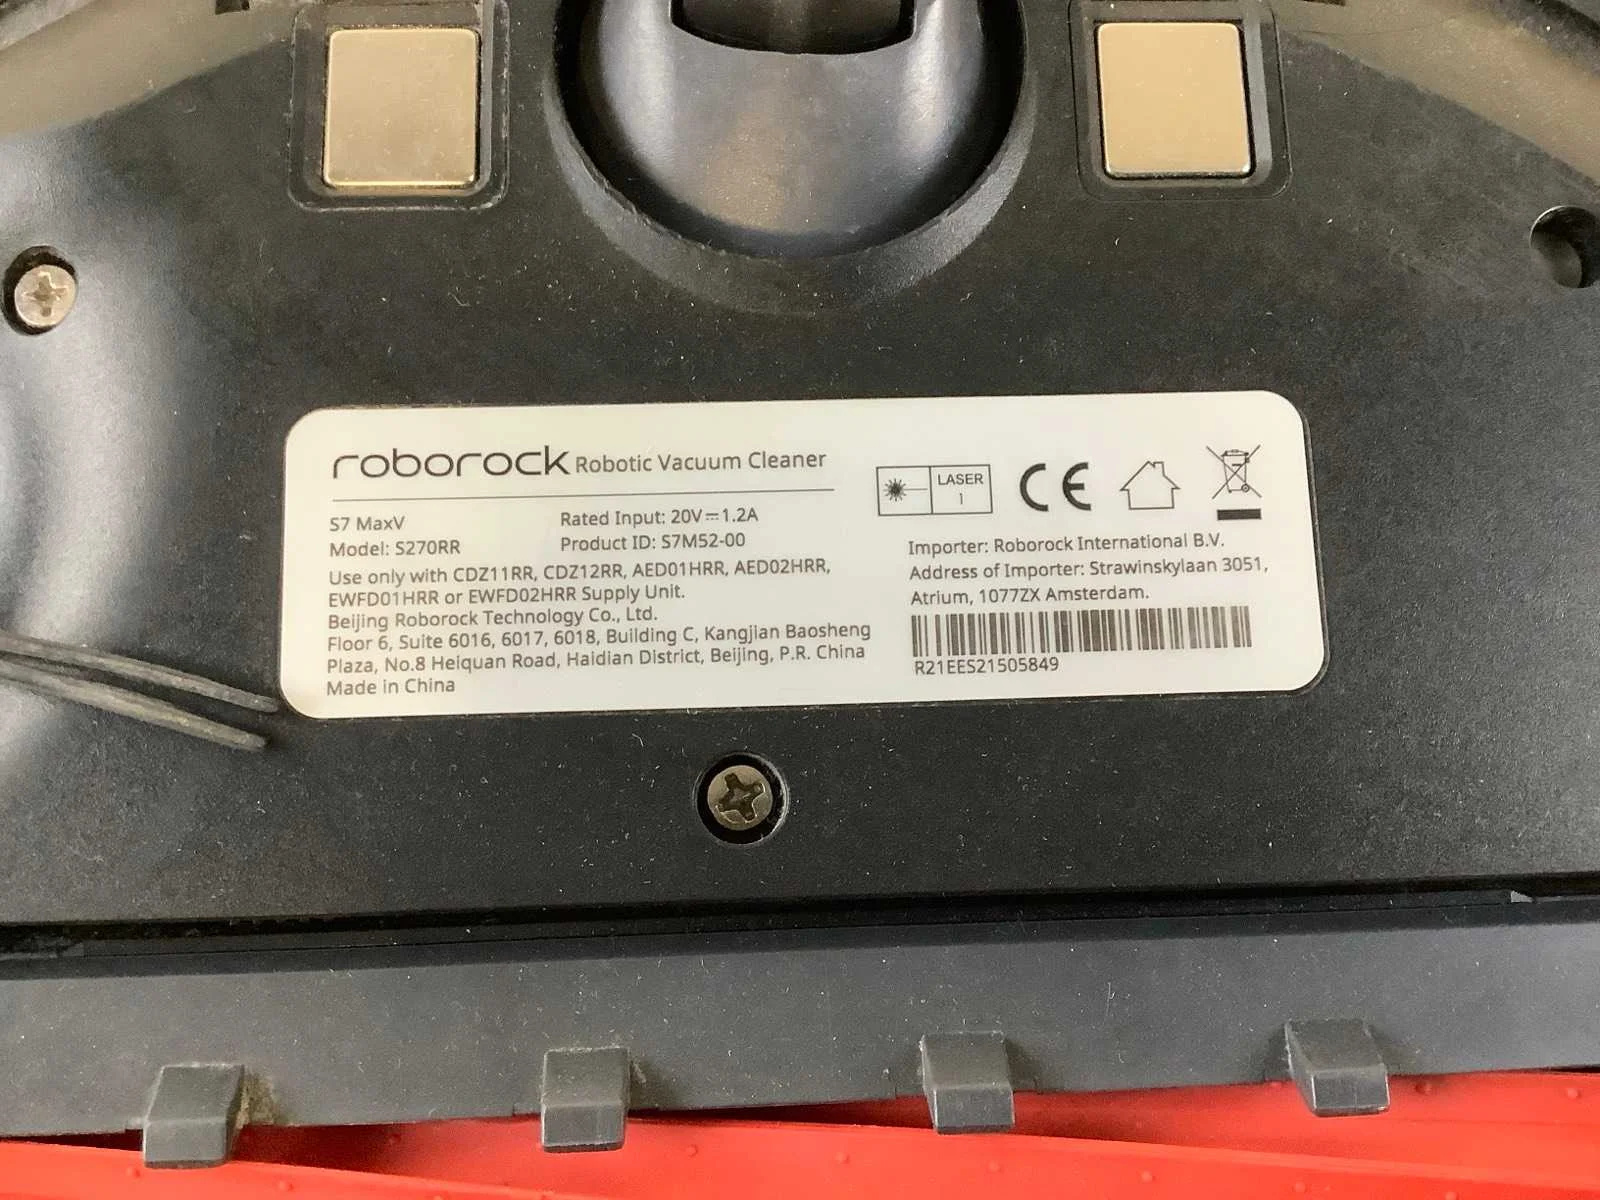 roborock Robotic Vacuum Cleaner
S7 MaxV
Rated Input: 20V⎓1.2A
Model: S270RR
Product ID: S7M52-00
Use only with CDZ11RR, CDZ12RR, AED01HRR, AED02HRR,
EWFD01HRR or EWFD02HRR Supply Unit.
Beijing Roborock Technology Co., Ltd.
Floor 6, Suite 6016, 6017, 6018, Building C, Kangjian Baosheng
Plaza, No.8 Heiquan Road, Haidian District, Beijing, P.R. China
Made in China
LASER
1
CE
Importer: Roborock International B.V.
Address of Importer: Strawinskylaan 3051,
Atrium, 1077ZX Amsterdam.
R21EES21505849